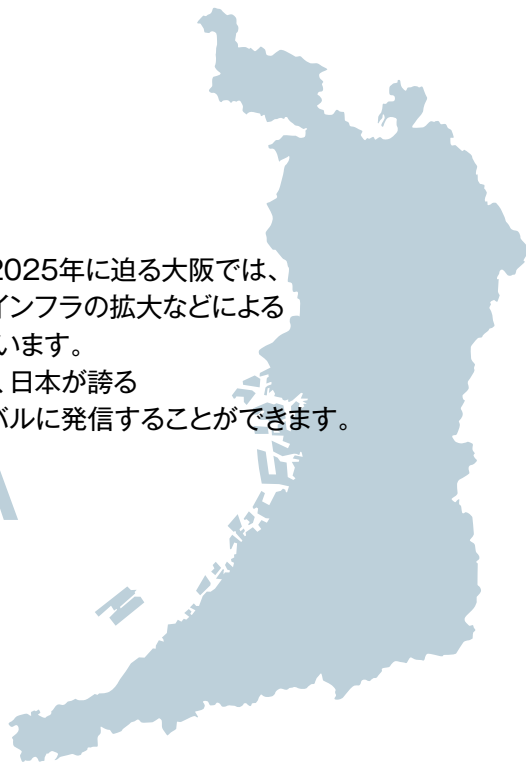 2025年に迫る大阪では、
インフラの拡大などによる
います。
、日本が誇る
バルに発信することができます。
A